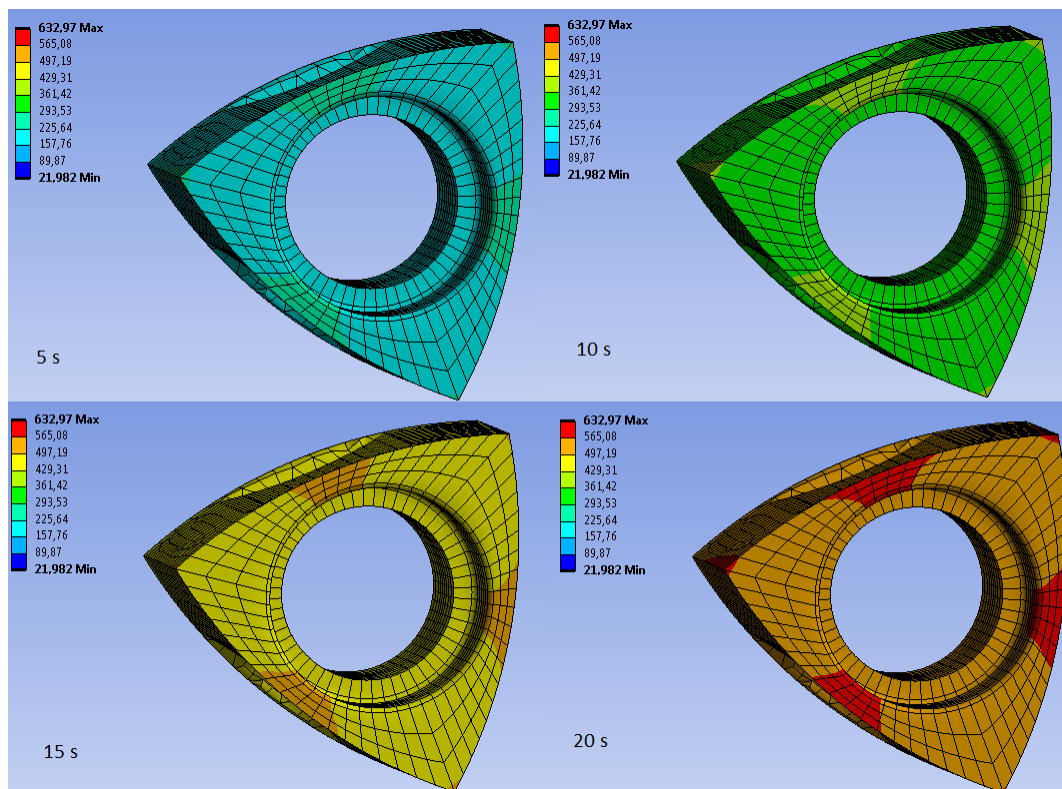 632,97 Max
565,08
497,19
429,31
361,42
293,53
225,64
157,76
89,87
21,982 Min
5 s
632,97 Max
565,08
497,19
429,31
361,42
293,53
225,64
157,76
89,87
21,982 Min
10 s
632,97 Max
565,08
497,19
429,31
361,42
293,53
225,64
157,76
89,87
21,982 Min
15 s
632,97 Max
565,08
497,19
429,31
361,42
293,53
225,64
157,76
89,87
21,982 Min
20 s